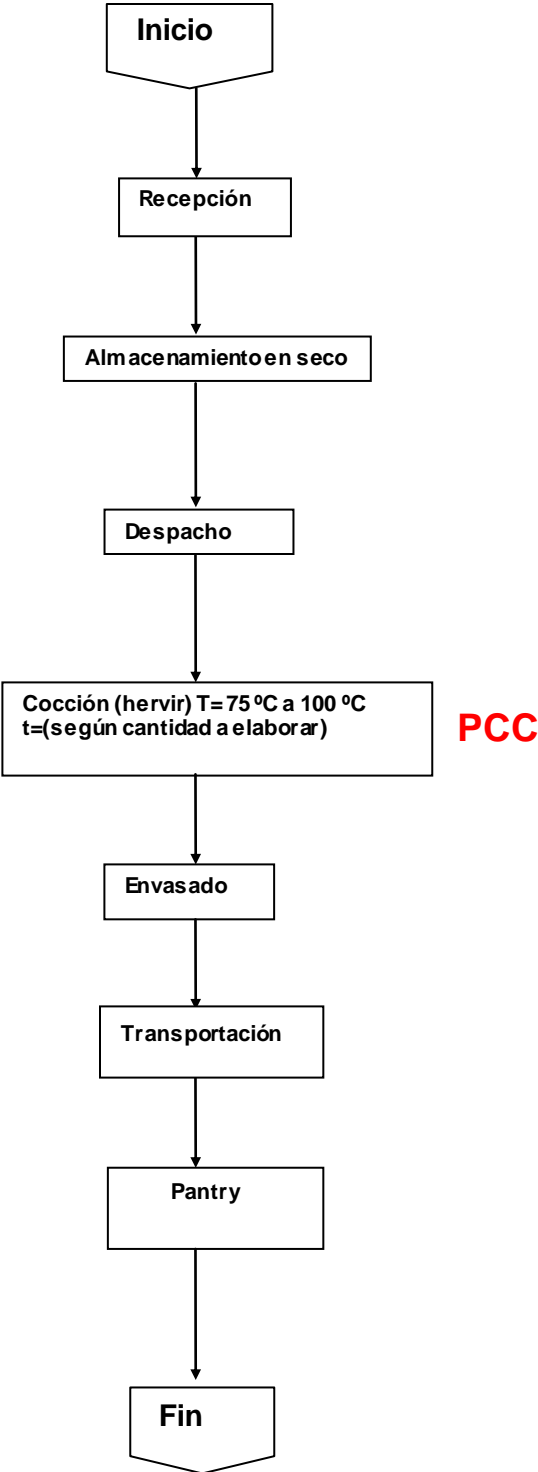 Inicio
Recepción
Almacenamiento en seco
Despacho
Cocción (hervir) T= 75 ºC a 100 ºC
t=(según cantidad a elaborar)
PCC
Envasado
Transportación
Pantry
Fin